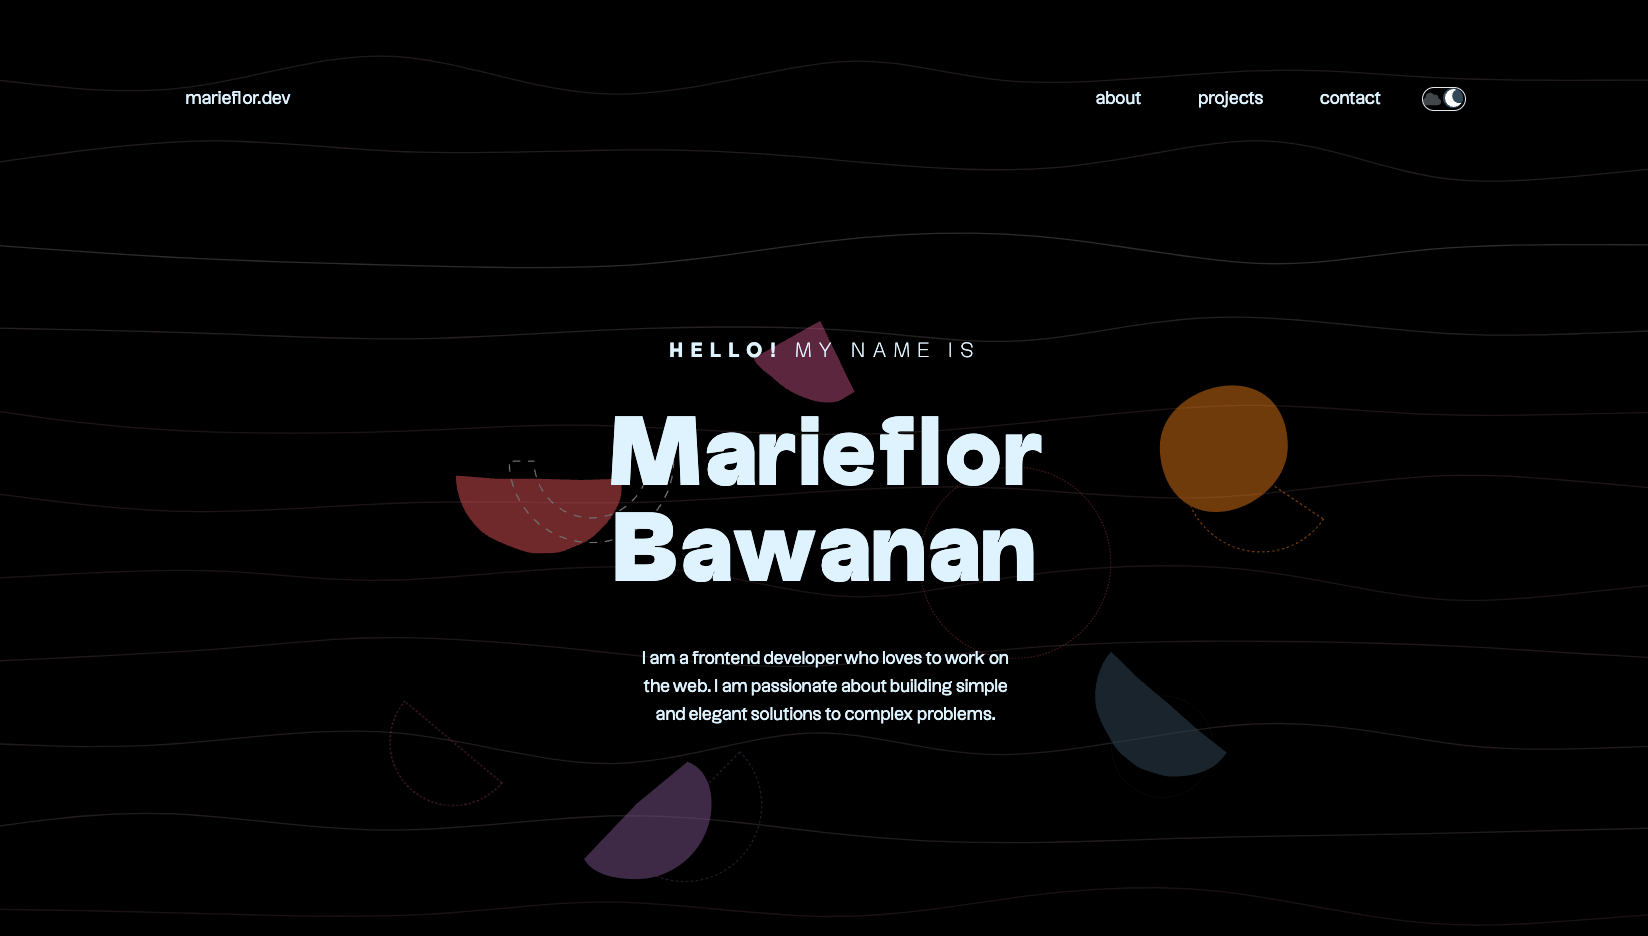 marieflor.dev
about projects contact
HELLO! MY NAME IS
Marieflor
Bawanan
I am a frontend developer who loves to work on
the web. I am passionate about building simple
and elegant solutions to complex problems.